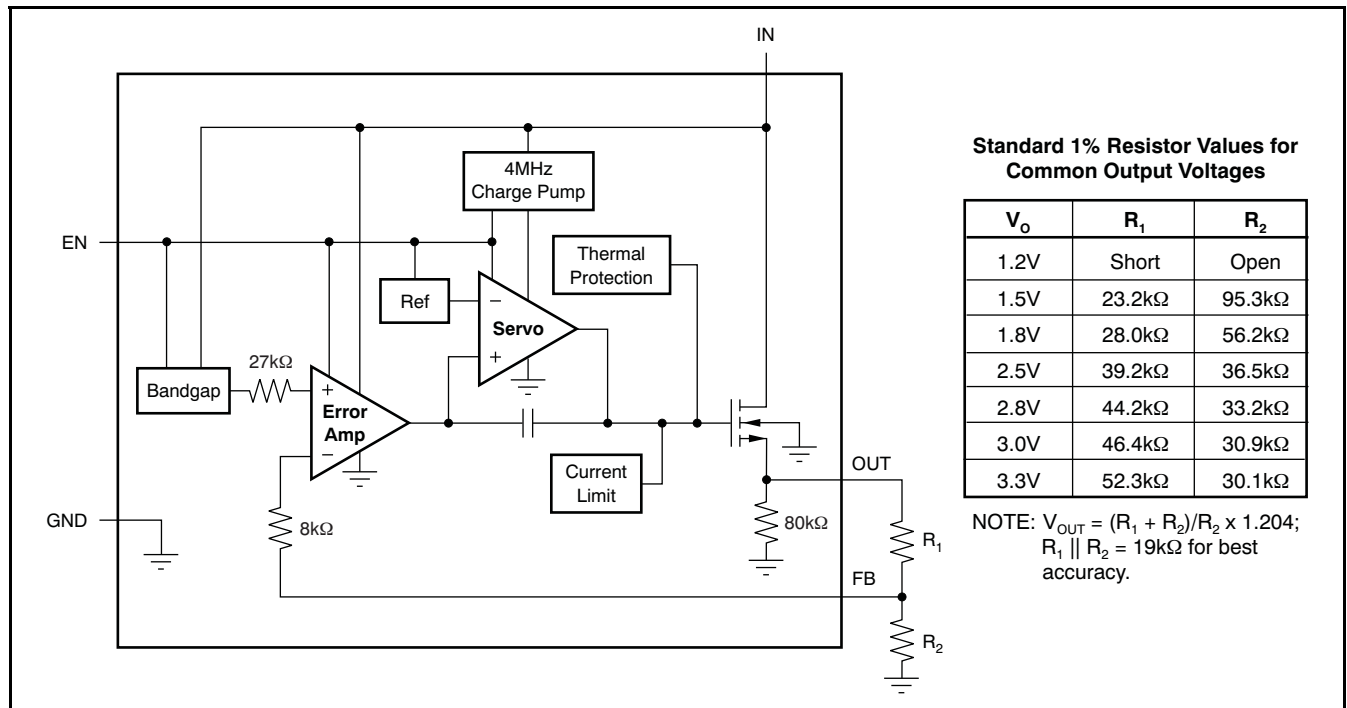 IN
4MHz
Charge Pump
EN
Thermal
Protection
Ref
−
Servo
+
27kΩ
Bandgap
+
Error
Amp
−
Current
Limit
OUT
GND
8kΩ
80kΩ
R₁
FB
R₂
Standard 1% Resistor Values for
Common Output Voltages
V_O R₁ R₂
1.2V Short Open
1.5V 23.2kΩ 95.3kΩ
1.8V 28.0kΩ 56.2kΩ
2.5V 39.2kΩ 36.5kΩ
2.8V 44.2kΩ 33.2kΩ
3.0V 46.4kΩ 30.9kΩ
3.3V 52.3kΩ 30.1kΩ
NOTE: V_OUT = (R₁ + R₂)/R₂ x 1.204;
R₁ || R₂ = 19kΩ for best
accuracy.